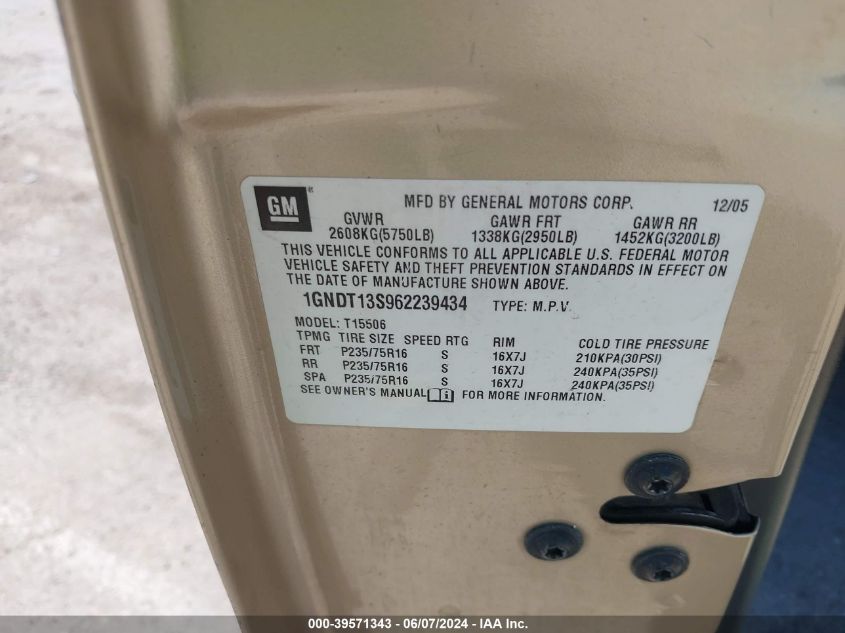 GM ®
MFD BY GENERAL MOTORS CORP. 12/05
GVWR GAWR FRT GAWR RR
2608KG(5750LB) 1338KG(2950LB) 1452KG(3200LB)
THIS VEHICLE CONFORMS TO ALL APPLICABLE U.S. FEDERAL MOTOR
VEHICLE SAFETY AND THEFT PREVENTION STANDARDS IN EFFECT ON
THE DATE OF MANUFACTURE SHOWN ABOVE.
1GNDT13S962239434 TYPE: M.P.V.
MODEL: T15506
TPMG TIRE SIZE SPEED RTG RIM COLD TIRE PRESSURE
FRT P235/75R16 S 16X7J 210KPA(30PSI)
RR P235/75R16 S 16X7J 240KPA(35PSI)
SPA P235/75R16 S 16X7J 240KPA(35PSI)
SEE OWNER'S MANUAL FOR MORE INFORMATION.
000-39571343 - 06/07/2024 - IAA Inc.